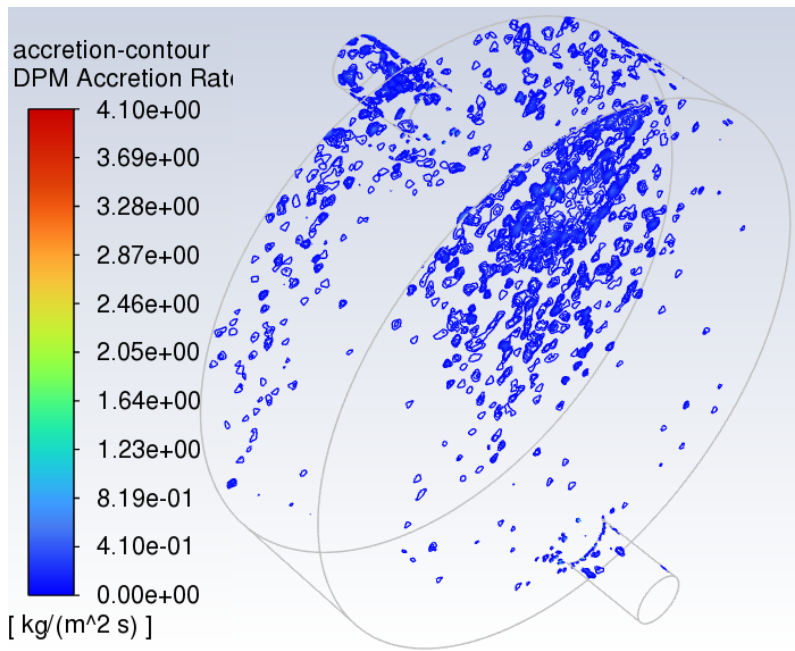 accretion-contour
DPM Accretion Rate
4.10e+00
3.69e+00
3.28e+00
2.87e+00
2.46e+00
2.05e+00
1.64e+00
1.23e+00
8.19e-01
4.10e-01
0.00e+00
[ kg/(m^2 s) ]